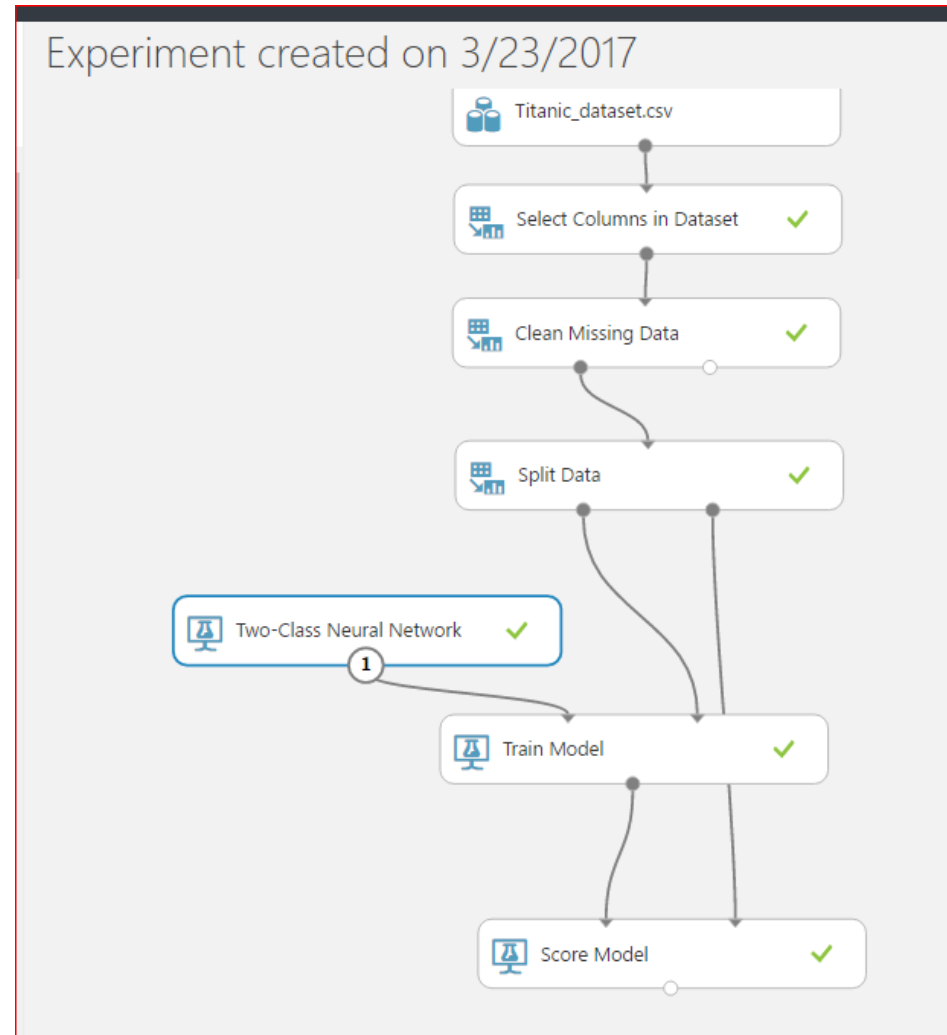 Experiment created on 3/23/2017
Titanic_dataset.csv
Select Columns in Dataset
Clean Missing Data
Split Data
Two-Class Neural Network
1
Train Model
Score Model